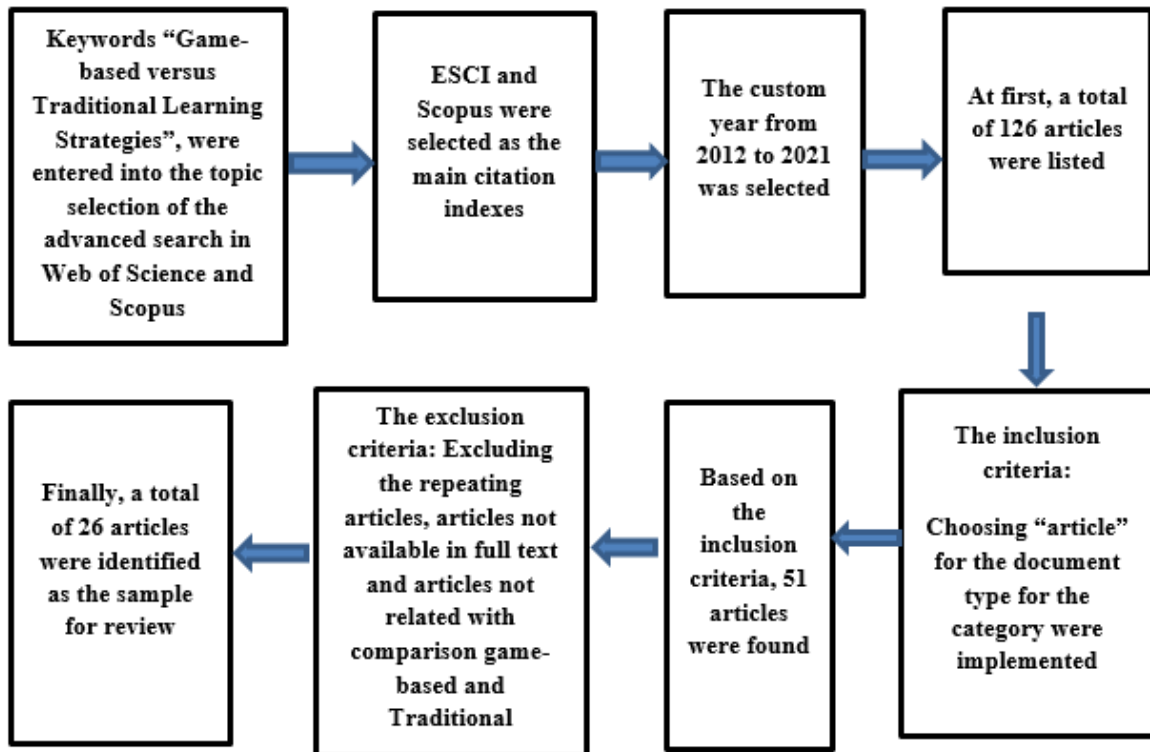 Keywords “Game-
based versus
Traditional Learning
Strategies”, were
entered into the topic
selection of the
advanced search in
Web of Science and
Scopus
ESCI and
Scopus were
selected as the
main citation
indexes
The custom
year from
2012 to 2021
was selected
At first, a total
of 126 articles
were listed
The inclusion
criteria:
Choosing “article”
for the document
type for the
category were
implemented
Based on
the
inclusion
criteria, 51
articles
were found
The exclusion
criteria: Excluding
the repeating
articles, articles not
available in full text
and articles not
related with
comparison game-
based and
Traditional
Finally, a total
of 26 articles
were identified
as the sample
for review